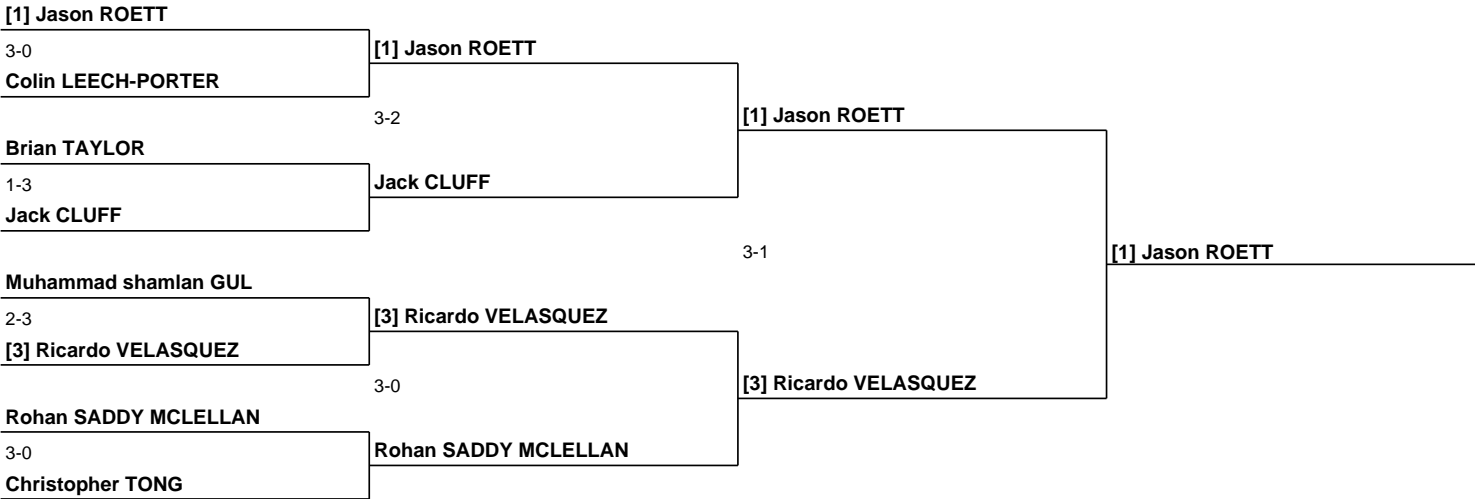 [1] Jason ROETT
3-0
[1] Jason ROETT
Colin LEECH-PORTER
3-2
[1] Jason ROETT
Brian TAYLOR
1-3
Jack CLUFF
Jack CLUFF
3-1
[1] Jason ROETT
Muhammad shamlan GUL
2-3
[3] Ricardo VELASQUEZ
[3] Ricardo VELASQUEZ
3-0
[3] Ricardo VELASQUEZ
Rohan SADDY MCLELLAN
3-0
Rohan SADDY MCLELLAN
Christopher TONG